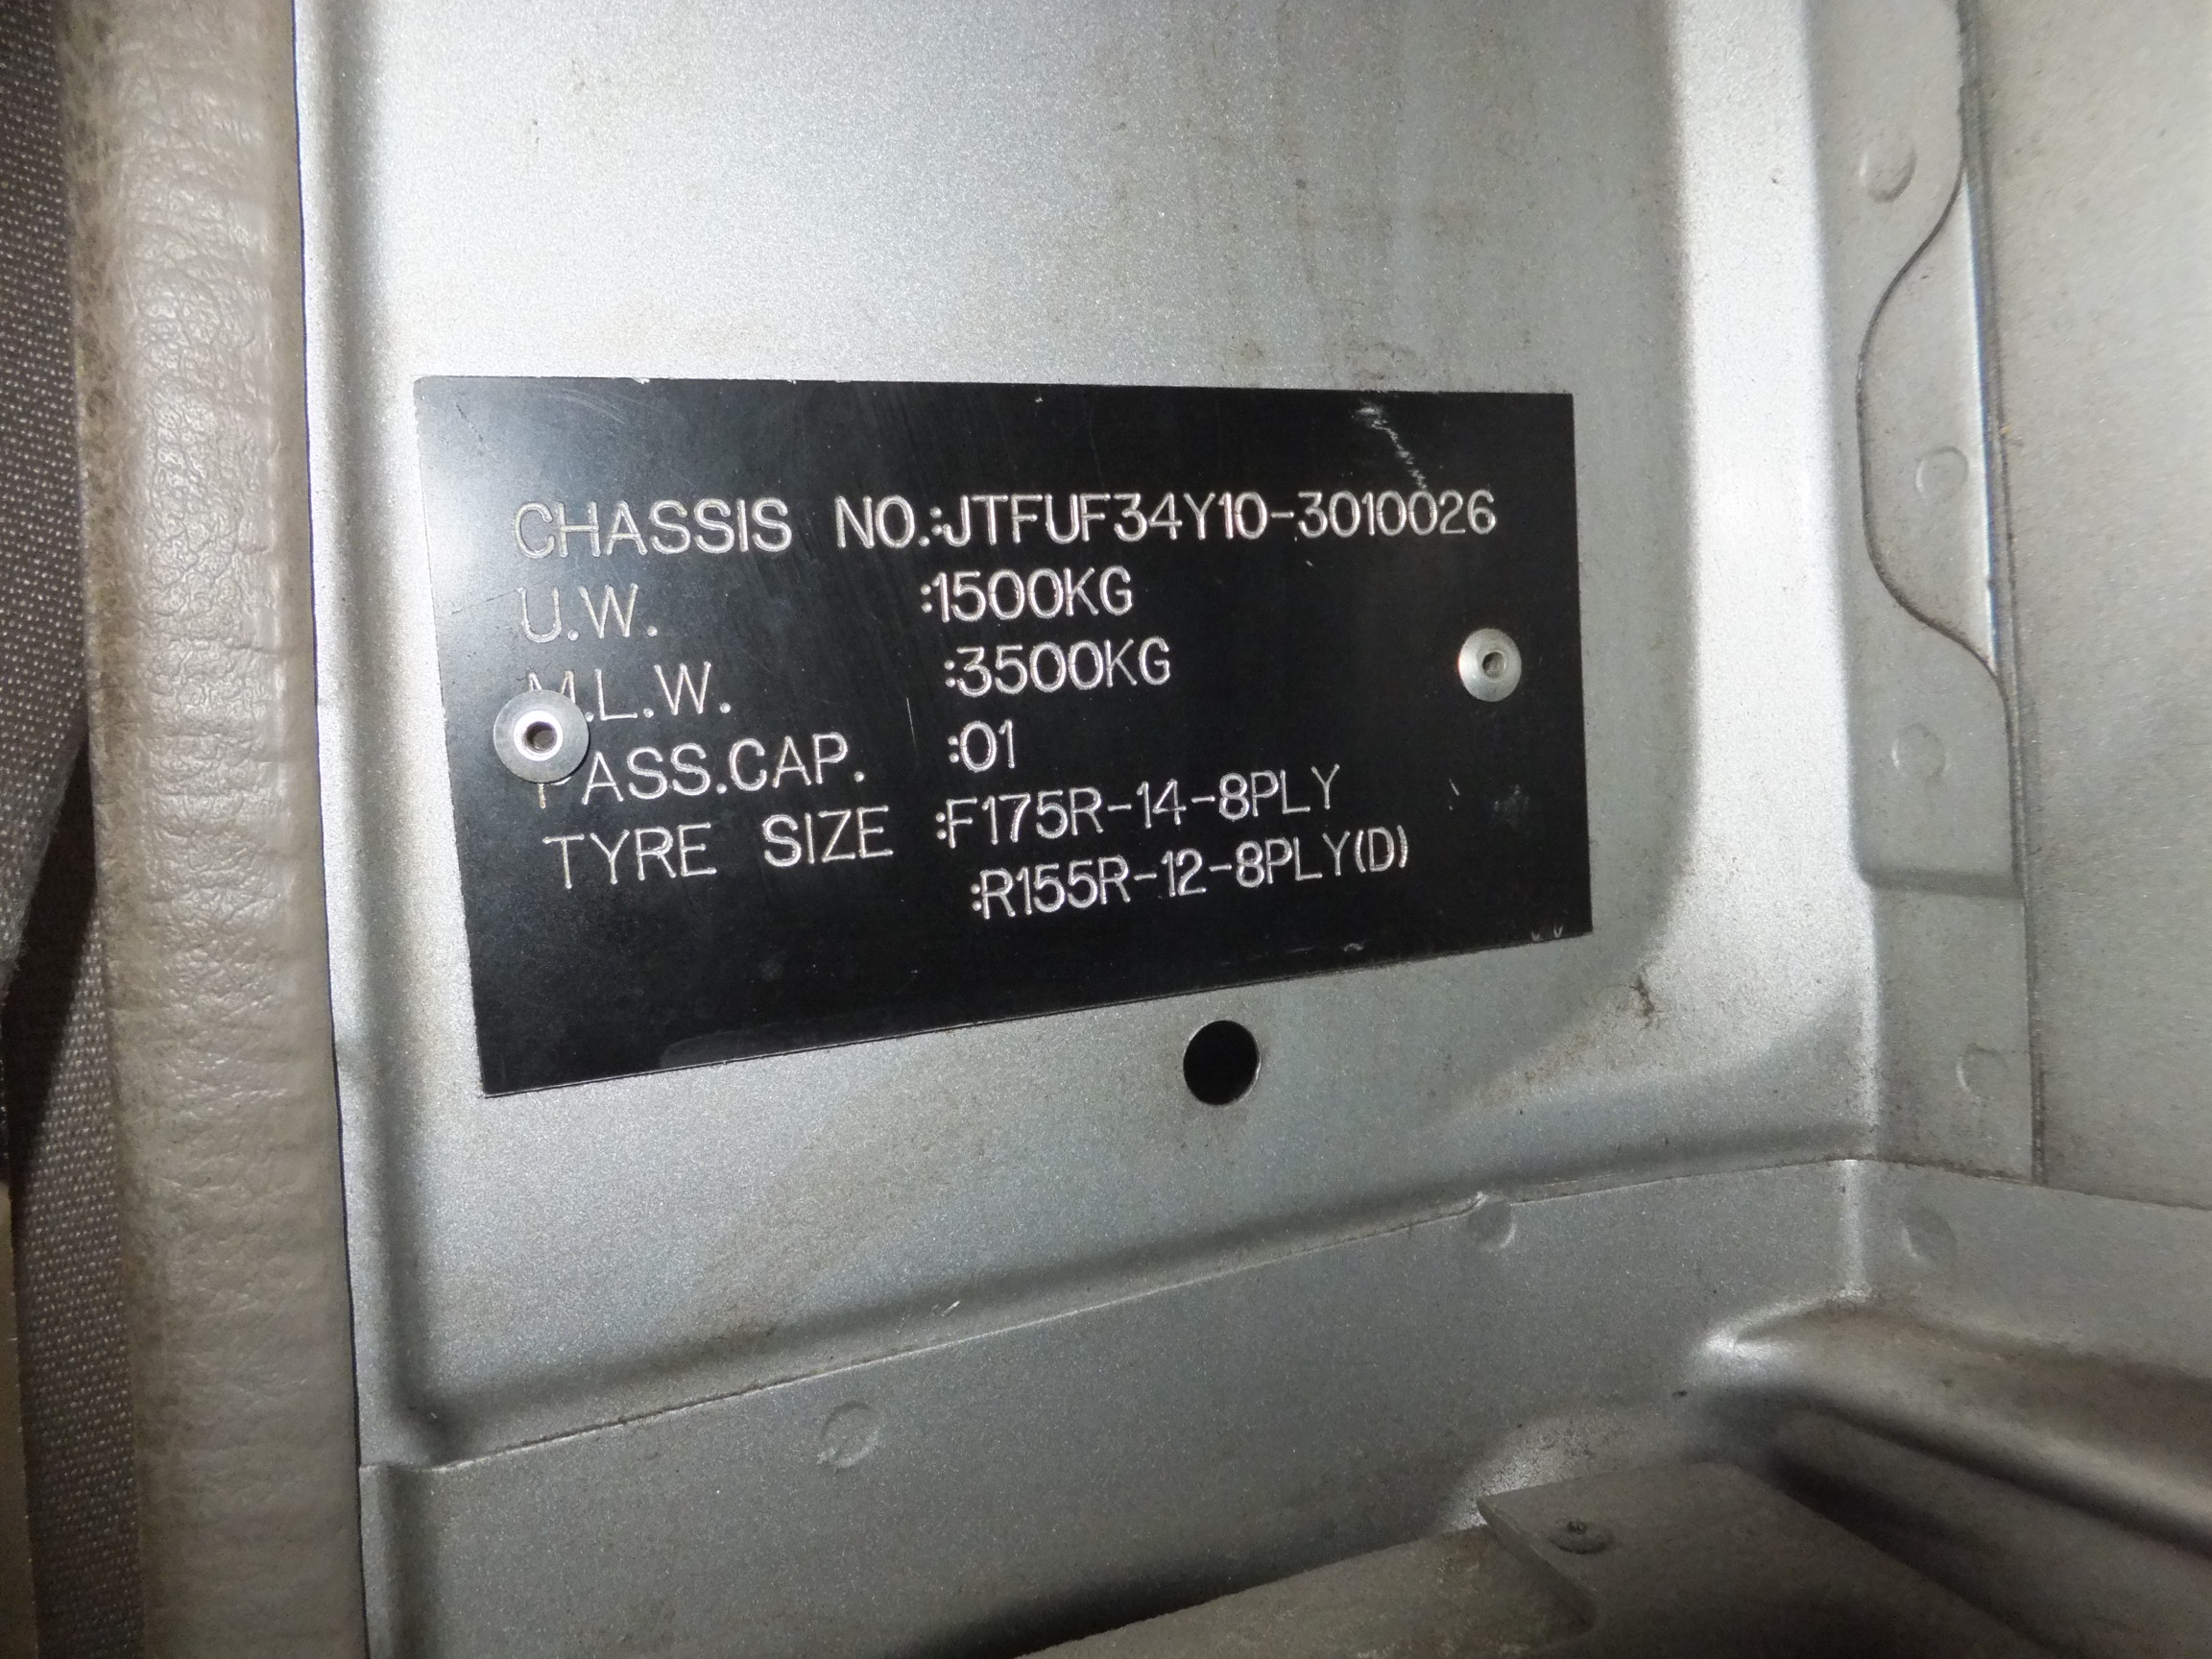 CHASSIS NO.:JTFUF34Y10-3010026
U.W. :1500KG
M.L.W. :3500KG
PASS.CAP. :01
TYRE SIZE :F175R-14-8PLY
:R155R-12-8PLY(D)